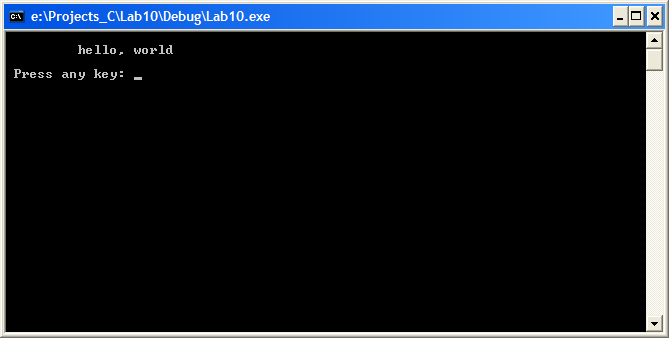 e:\Projects_C\Lab10\Debug\Lab10.exe
hello, world
Press any key: _